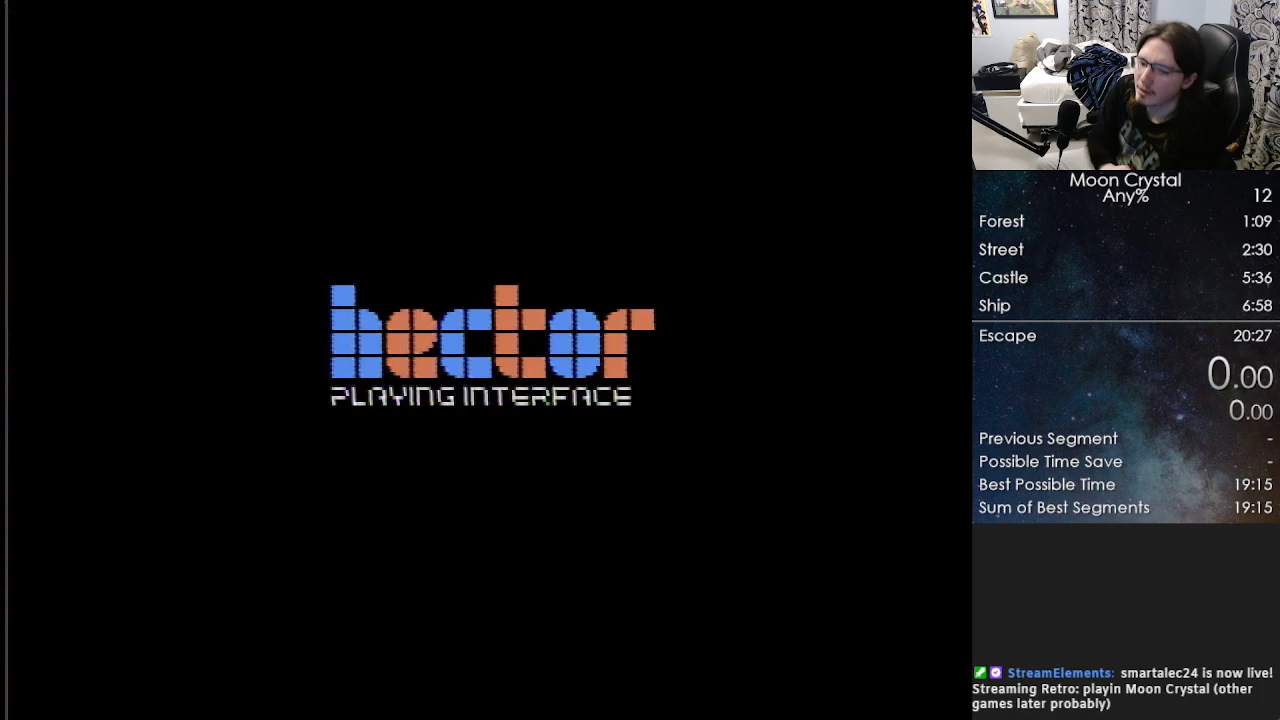 hector
PLAYING INTERFACE
Moon Crystal
Any% 12
Forest 1:09
Street 2:30
Castle 5:36
Ship 6:58
Escape 20:27
0.00
0.00
Previous Segment -
Possible Time Save -
Best Possible Time 19:15
Sum of Best Segments 19:15
StreamElements: smartalec24 is now live!
Streaming Retro: playin Moon Crystal (other
games later probably)